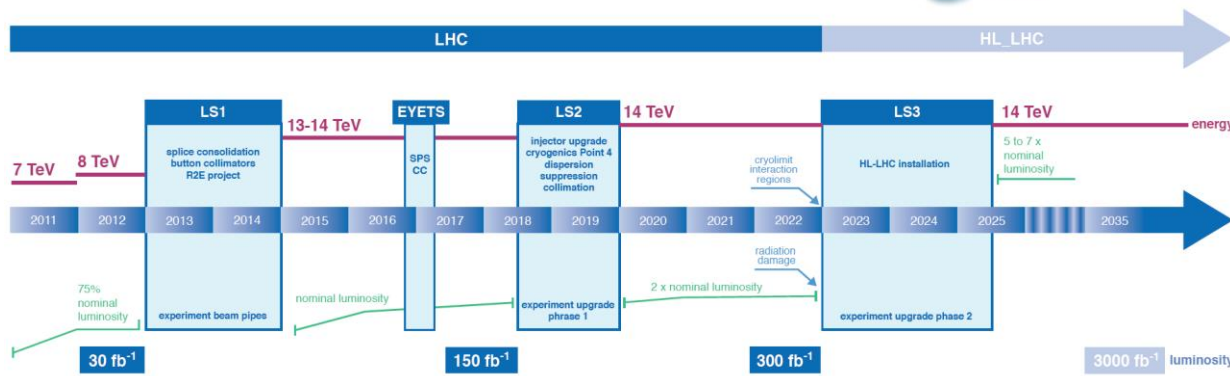 LHC
HL_LHC
LS1
EYETS
LS2
14 TeV
LS3
14 TeV
13-14 TeV
energy
7 TeV
8 TeV
splice consolidation
button collimators
R2E project
SPS
CC
injector upgrade
cryogenics Point 4
dispersion
suppression
collimation
cryolimit
interaction
regions
HL-LHC installation
5 to 7 x
nominal
luminosity
2011
2012
2013
2014
2015
2016
2017
2018
2019
2020
2021
2022
2023
2024
2025
2035
75%
nominal
luminosity
experiment beam pipes
nominal luminosity
experiment upgrade
phrase 1
2 x nominal luminosity
radiation
damage
experiment upgrade phase 2
30 fb⁻¹
150 fb⁻¹
300 fb⁻¹
3000 fb⁻¹
luminosity